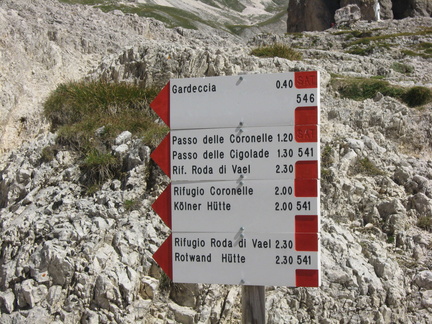 Gardeccia 0.40
546
Passo delle Coronelle 1.20
Passo delle Cigolade 1.30 541
Rif. Roda di Vael 2.30
Rifugio Coronelle 2.00
Kölner Hütte 2.00 541
Rifugio Roda di Vael 2.30
Rotwand Hütte 2.30 541